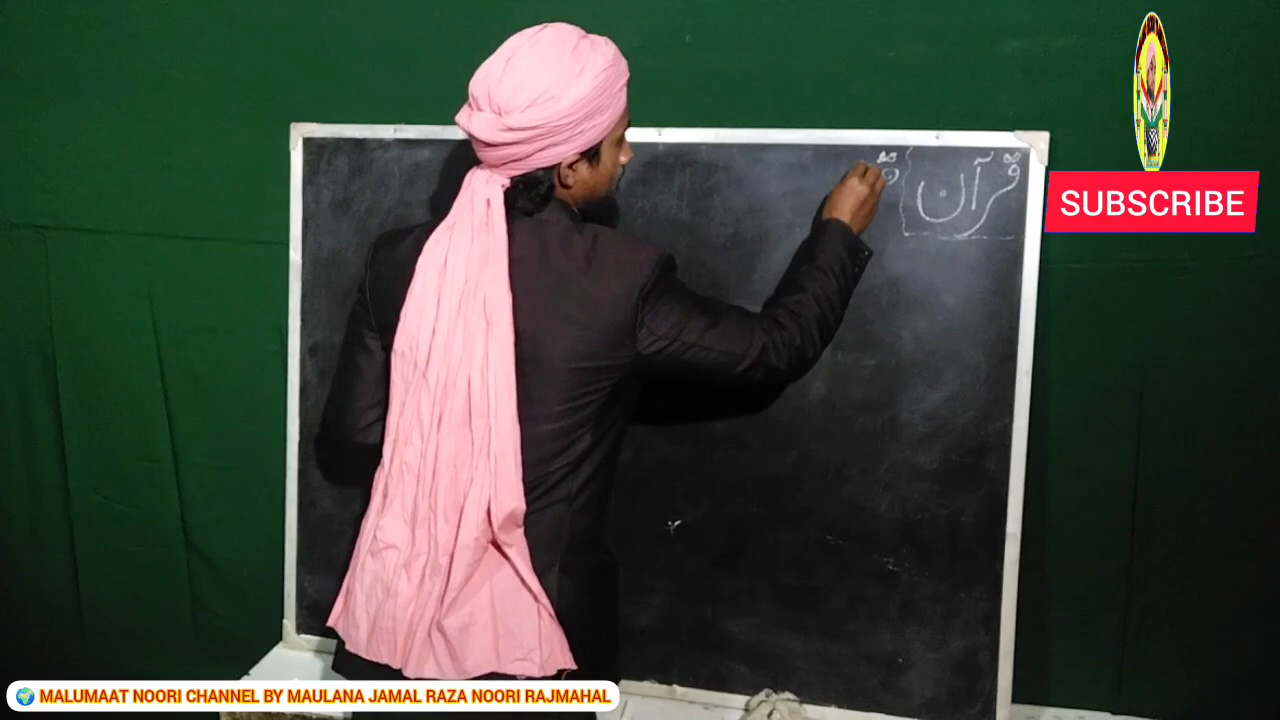 قرآن
SUBSCRIBE
MALUMAAT NOORI CHANNEL BY MAULANA JAMAL RAZA NOORI RAJMAHAL